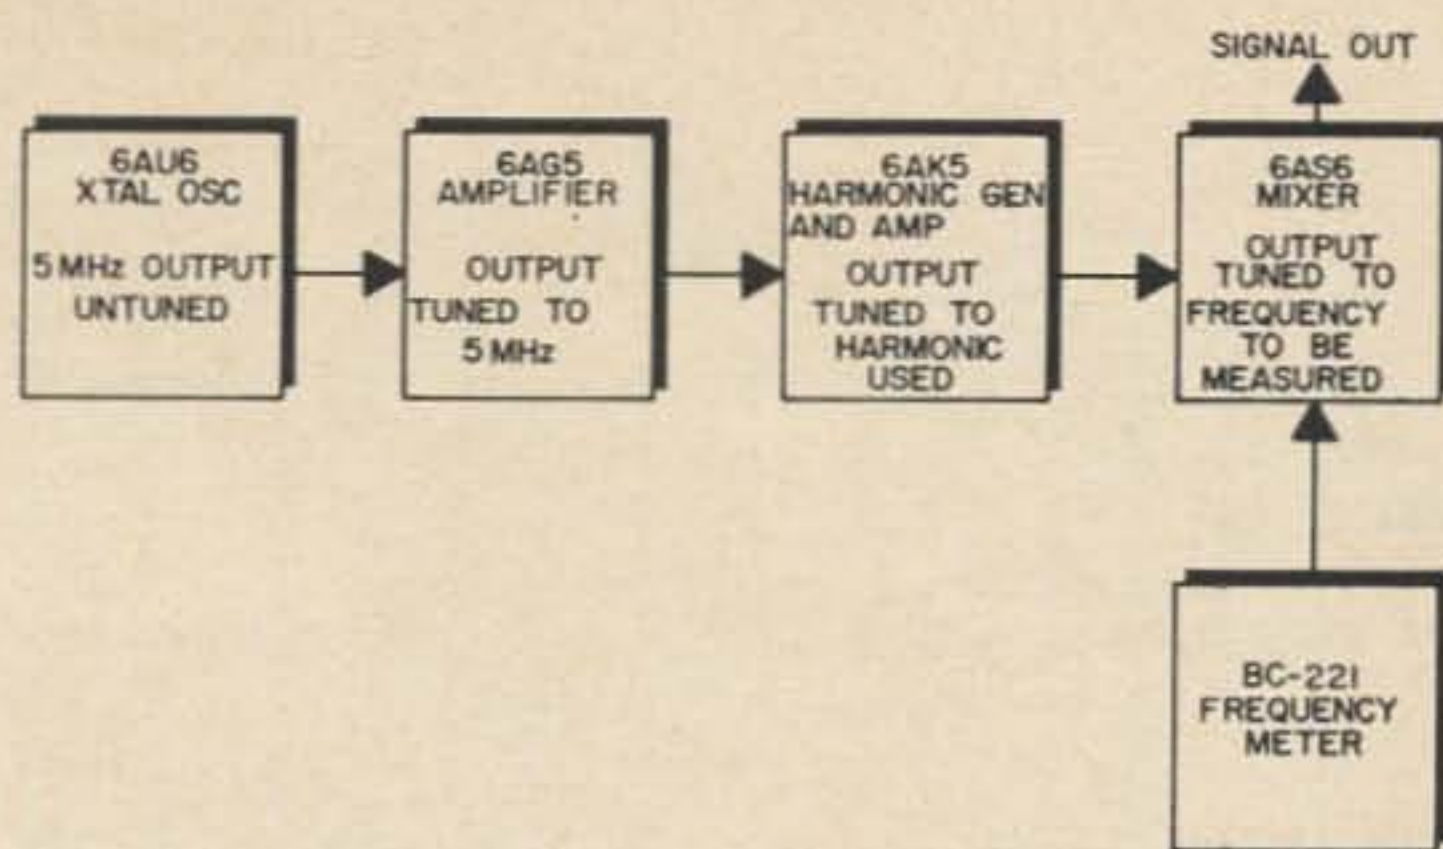 SIGNAL OUT
6AU6
XTAL OSC
5 MHz OUTPUT
UNTUNED
6AG5
AMPLIFIER
OUTPUT
TUNED TO
5 MHz
6AK5
HARMONIC GEN
AND AMP
OUTPUT
TUNED TO
HARMONIC
USED
6AS6
MIXER
OUTPUT
TUNED TO
FREQUENCY
TO BE
MEASURED
BC-221
FREQUENCY
METER